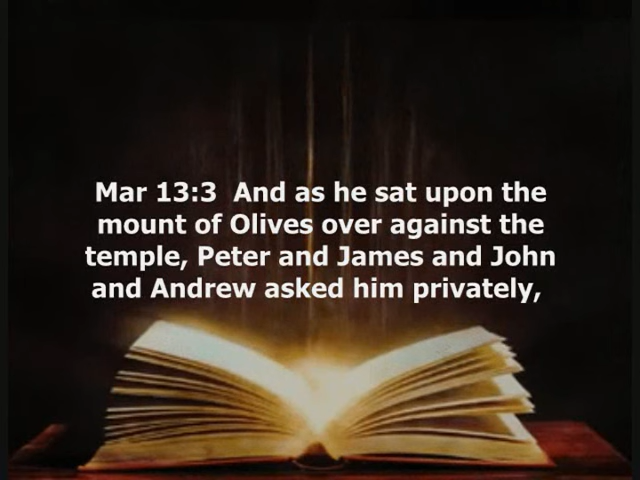 Mar 13:3  And as he sat upon the
mount of Olives over against the
temple, Peter and James and John
and Andrew asked him privately,